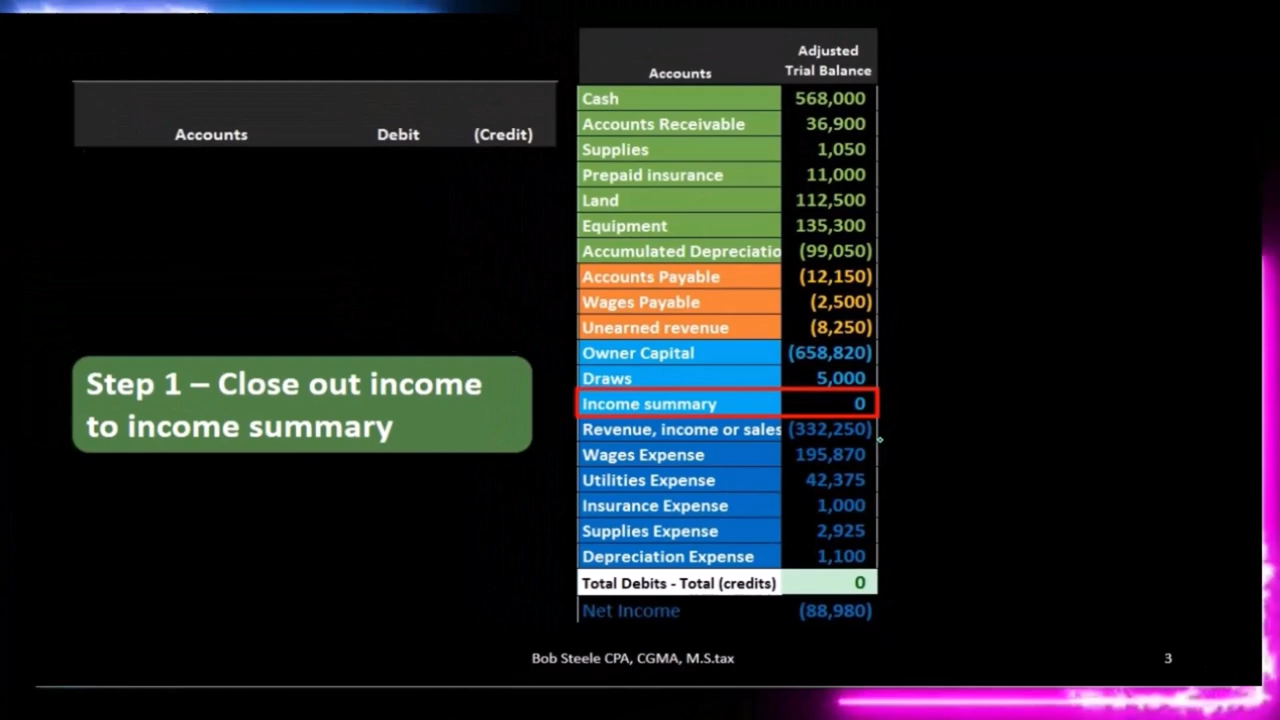 Accounts Debit (Credit)
Step 1 – Close out income
to income summary
Accounts Adjusted Trial Balance
Cash 568,000
Accounts Receivable 36,900
Supplies 1,050
Prepaid insurance 11,000
Land 112,500
Equipment 135,300
Accumulated Depreciatio (99,050)
Accounts Payable (12,150)
Wages Payable (2,500)
Unearned revenue (8,250)
Owner Capital (658,820)
Draws 5,000
Income summary 0
Revenue, income or sales (332,250)
Wages Expense 195,870
Utilities Expense 42,375
Insurance Expense 1,000
Supplies Expense 2,925
Depreciation Expense 1,100
Total Debits - Total (credits) 0
Net Income (88,980)
Bob Steele CPA, CGMA, M.S.tax 3